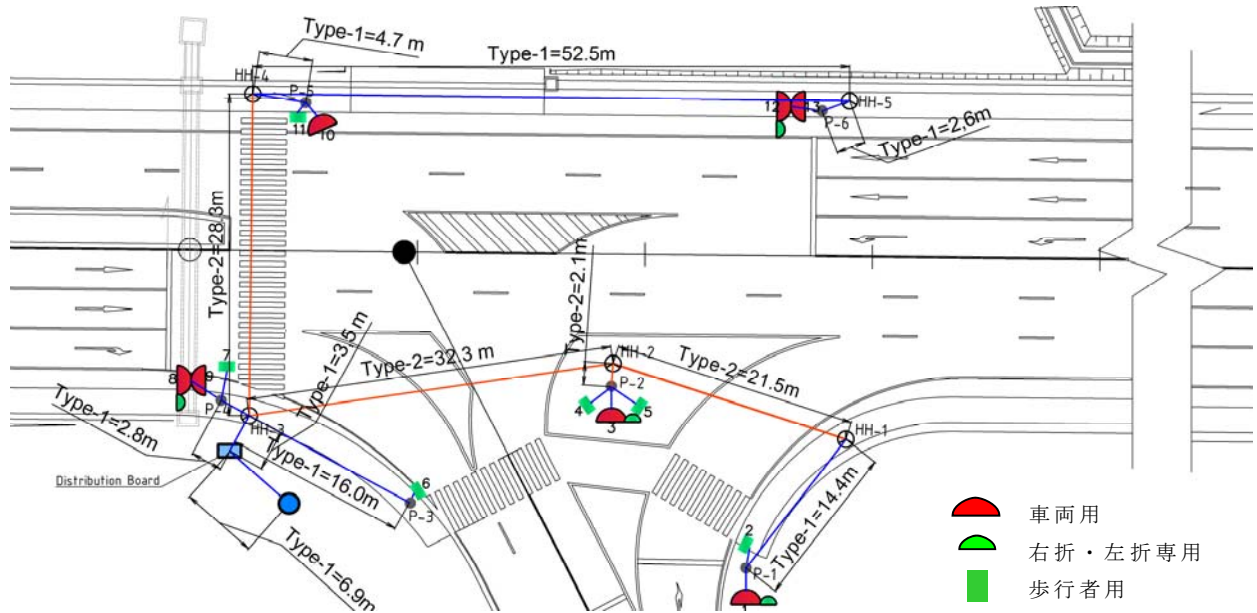 Type-1=4.7 m
Type-1=52.5m
HH-4
P-5
11
10
12
13
HH-5
P-6
Type-1=2,6m
Type-2=28.3m
Type-2=2.1m
Type-1=3.5 m
Type-2=32.3 m
HH-2
Type-2=21.5m
7
8
9
P-4
P-2
4
5
3
HH-3
HH-1
Type-1=2.8m
Type-1=16.0m
6
P-3
Distribution Board
Type-1=14.4m
2
P-1
1
Type-1=6.9m
車両用
右折・左折専用
歩行者用